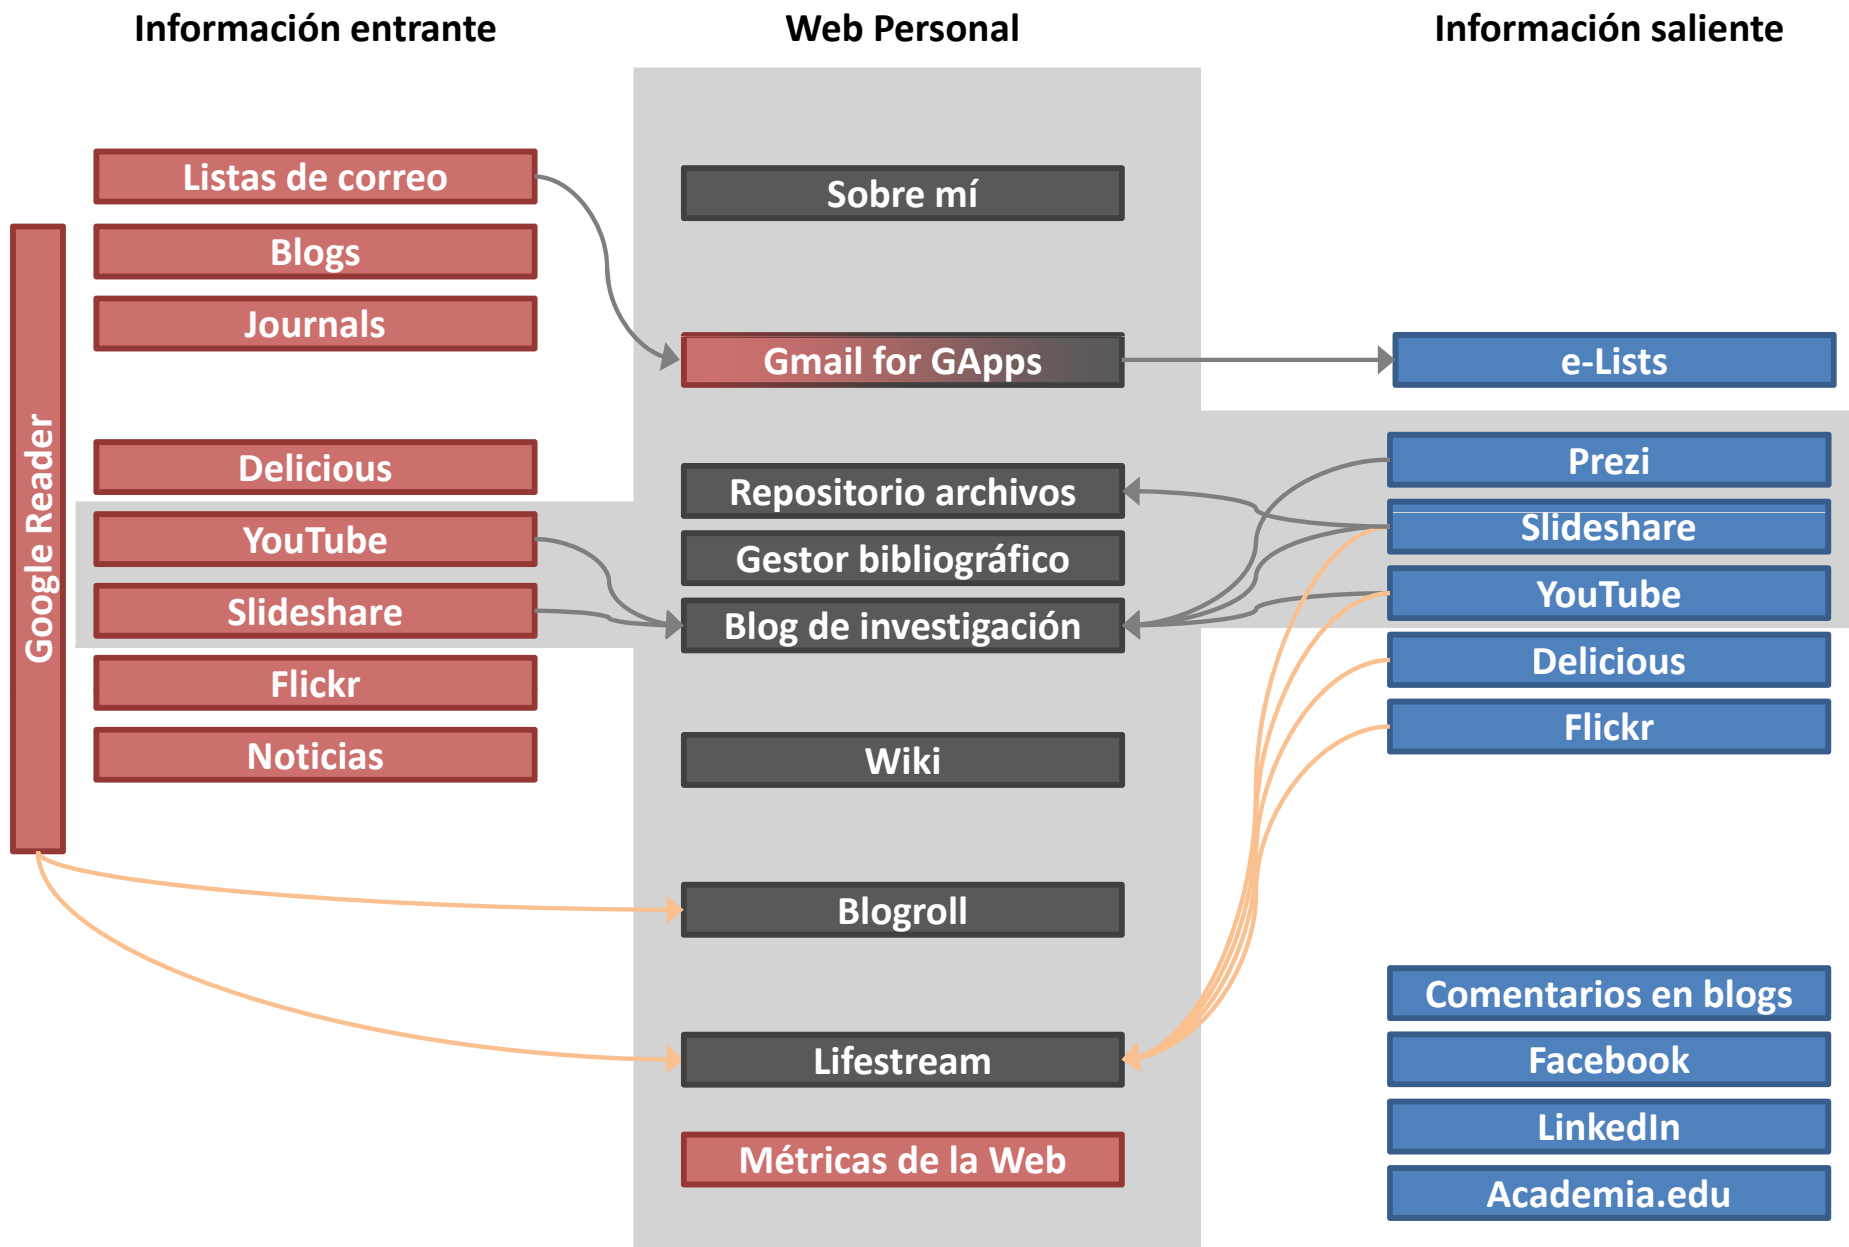 Información entrante
Web Personal
Información saliente
Google Reader
Listas de correo
Blogs
Journals
Delicious
YouTube
Slideshare
Flickr
Noticias
Sobre mí
Gmail for GApps
Repositorio archivos
Gestor bibliográfico
Blog de investigación
Wiki
Blogroll
Lifestream
Métricas de la Web
e-Lists
Prezi
Slideshare
YouTube
Delicious
Flickr
Comentarios en blogs
Facebook
LinkedIn
Academia.edu